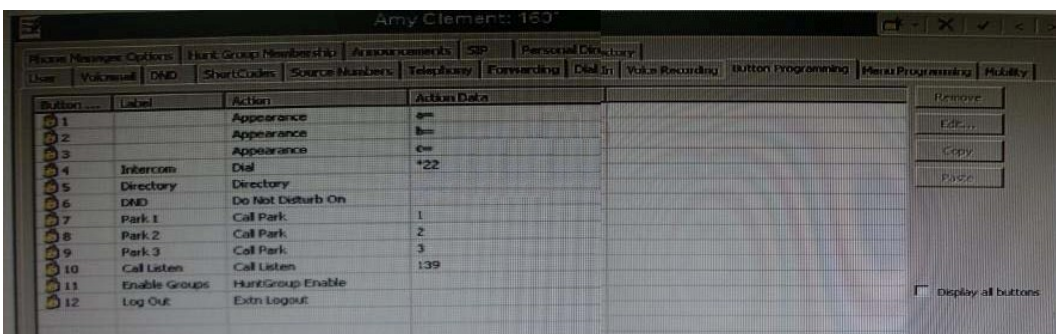 Amy Clement: 160*
Phone Manager Options Hunt Group Membership Announcements SIP Personal Directory
User Voicemail DND ShortCodes Source Numbers Telephony Forwarding Dial In Voice Recording Button Programming Menu Programming Mobility
Button ... Label Action Action Data
1 Appearance a=
2 Appearance b=
3 Appearance c=
4 Intercom Dial *22
5 Directory Directory
6 DND Do Not Disturb On
7 Park 1 Call Park 1
8 Park 2 Call Park 2
9 Park 3 Call Park 3
10 Call Listen Call Listen 139
11 Enable Groups HuntGroup Enable
12 Log Out Extn Logout
Remove
Edit...
Copy
Paste
Display all buttons